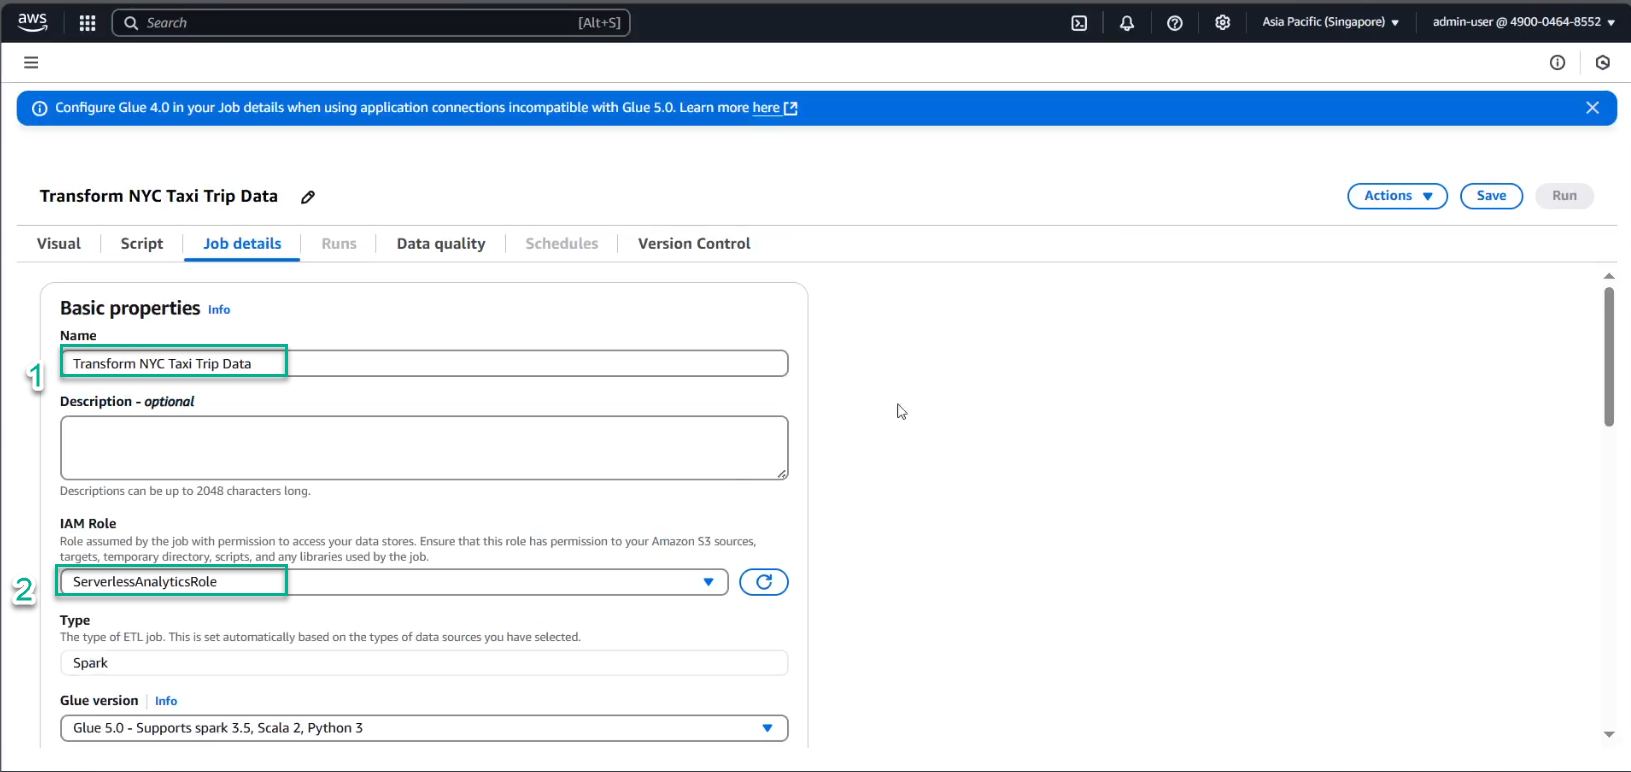 aws
Search [Alt+S] Asia Pacific (Singapore) admin-user @ 4900-0464-8552
Configure Glue 4.0 in your Job details when using application connections incompatible with Glue 5.0. Learn more here
Transform NYC Taxi Trip Data
Actions Save Run
Visual Script Job details Runs Data quality Schedules Version Control
Basic properties Info
Name
Transform NYC Taxi Trip Data
1
Description - optional
Descriptions can be up to 2048 characters long.
IAM Role
Role assumed by the job with permission to access your data stores. Ensure that this role has permission to your Amazon S3 sources,
targets, temporary directory, scripts, and any libraries used by the job.
2
ServerlessAnalyticsRole
Type
The type of ETL job. This is set automatically based on the types of data sources you have selected.
Spark
Glue version Info
Glue 5.0 - Supports spark 3.5, Scala 2, Python 3